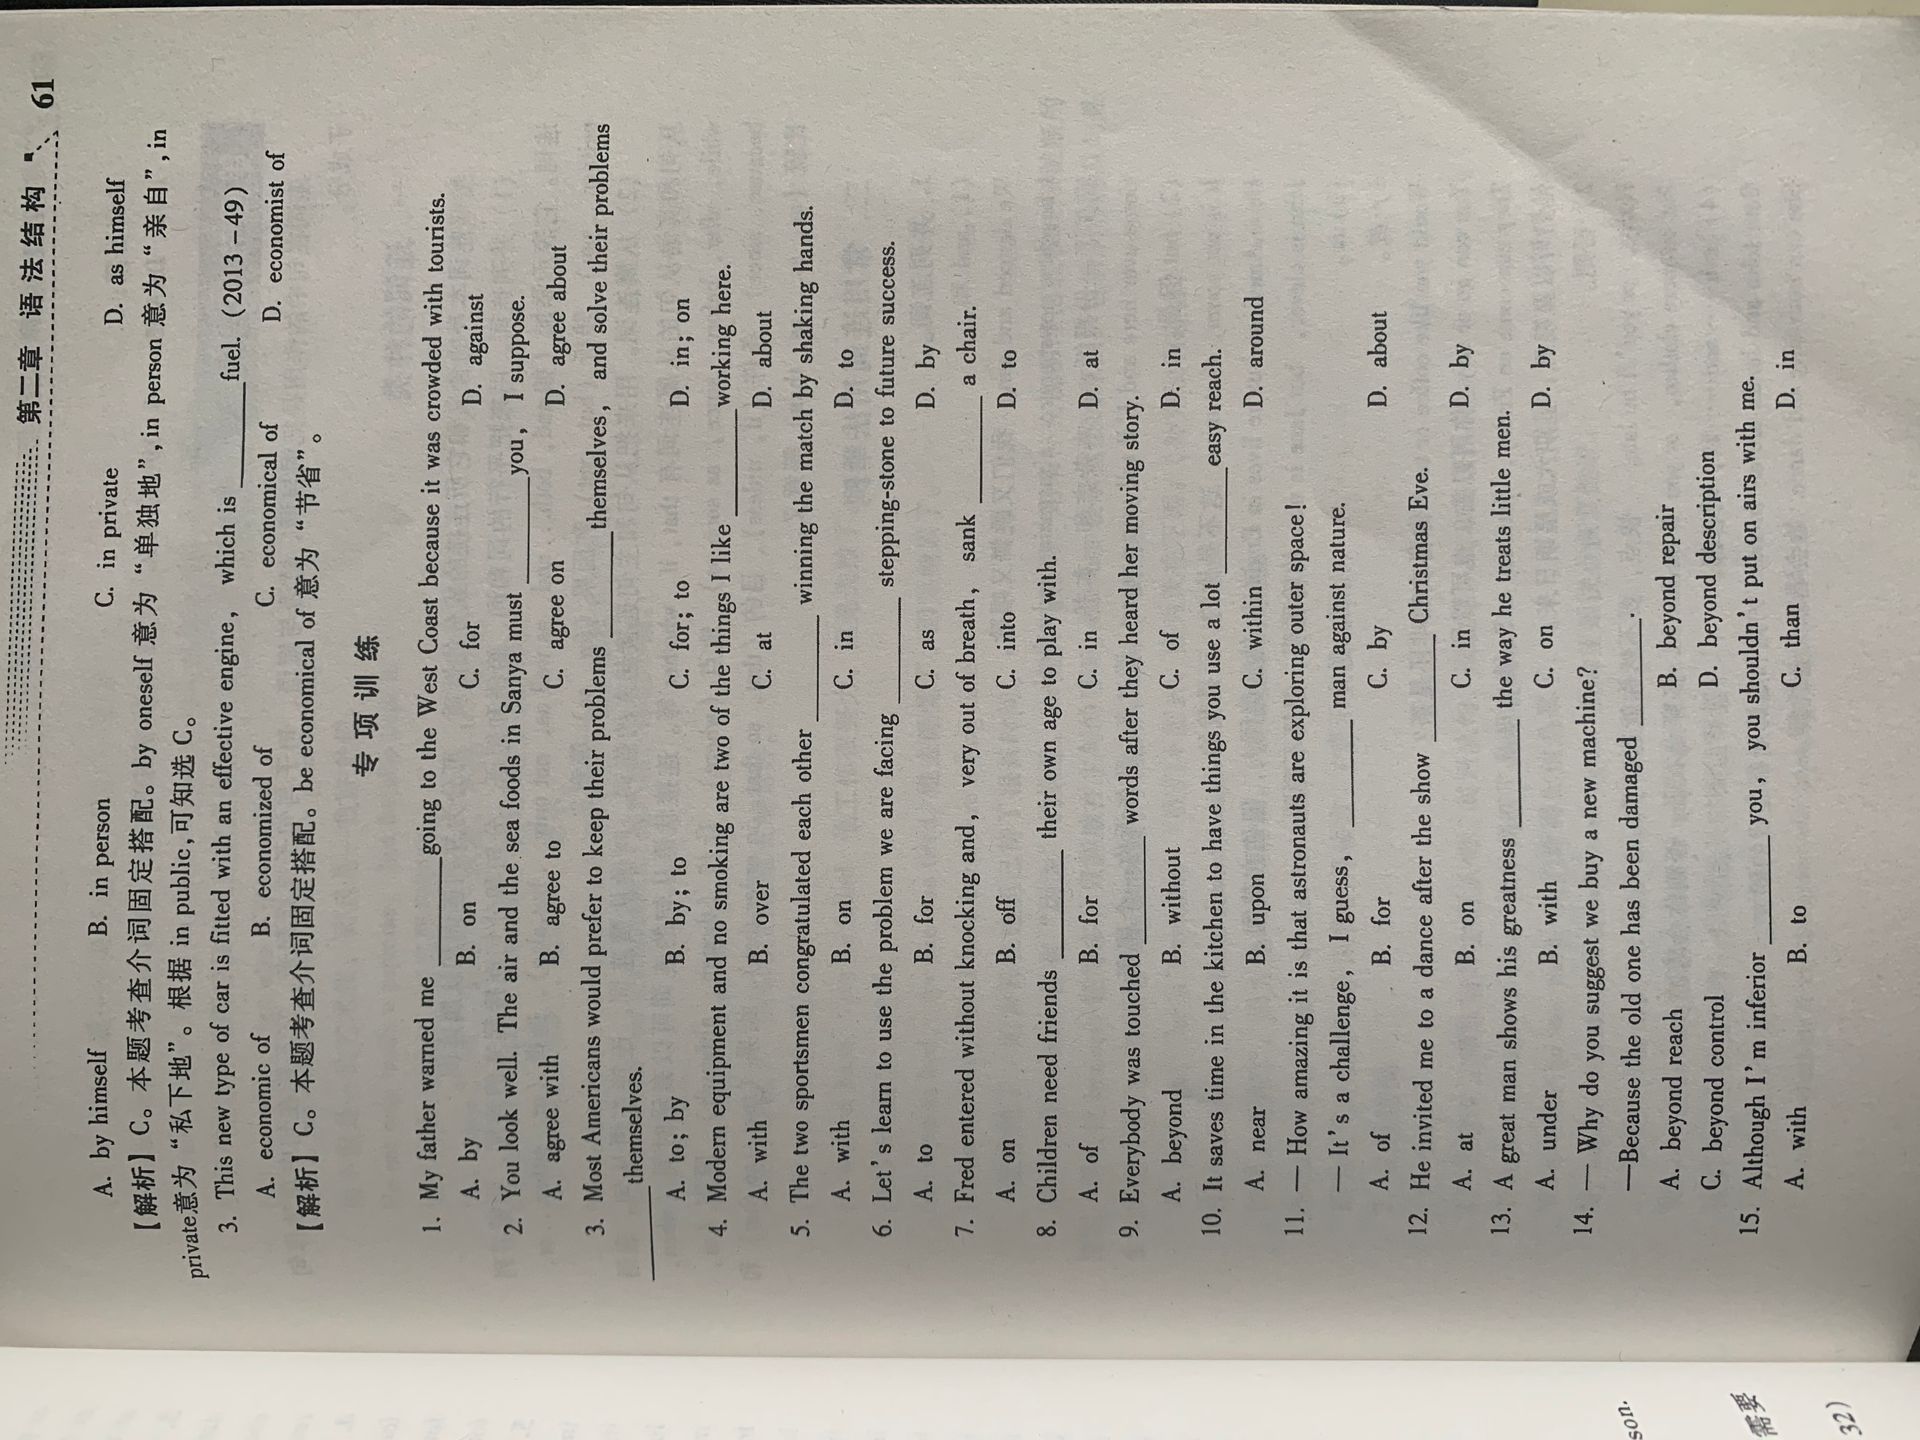 第二章 语法结构 61
A. by himself B. in person C. in private D. as himself
【解析】C。本题考查介词固定搭配。by oneself 意为“单独地”,in person 意为“亲自”,in
private意为“私下地”。根据 in public,可知选 C。
3. This new type of car is fitted with an effective engine, which is ________fuel. (2013-49)
A. economic of B. economized of C. economical of D. economist of
【解析】C。本题考查介词固定搭配。be economical of 意为“节省”。
专项训练
1. My father warned me ________going to the West Coast because it was crowded with tourists.
A. by B. on C. for D. against
2. You look well. The air and the sea foods in Sanya must ________you, I suppose.
A. agree with B. agree to C. agree on D. agree about
3. Most Americans would prefer to keep their problems ________themselves, and solve their problems
________themselves.
A. to; by B. by; to C. for; to D. in; on
4. Modern equipment and no smoking are two of the things I like ________working here.
A. with B. over C. at D. about
5. The two sportsmen congratulated each other ________ winning the match by shaking hands.
A. with B. on C. in D. to
6. Let's learn to use the problem we are facing ________ stepping-stone to future success.
A. to B. for C. as D. by
7. Fred entered without knocking and, very out of breath, sank ________ a chair.
A. on B. off C. into D. to
8. Children need friends ________ their own age to play with.
A. of B. for C. in D. at
9. Everybody was touched ________ words after they heard her moving story.
A. beyond B. without C. of D. in
10. It saves time in the kitchen to have things you use a lot ________easy reach.
A. near B. upon C. within D. around
11. — How amazing it is that astronauts are exploring outer space!
— It's a challenge, I guess, ________ man against nature.
A. of B. for C. by D. about
12. He invited me to a dance after the show ________ Christmas Eve.
A. at B. on C. in D. by
13. A great man shows his greatness ________ the way he treats little men.
A. under B. with C. on D. by
14. — Why do you suggest we buy a new machine?
—Because the old one has been damaged ________.
A. beyond reach B. beyond repair
C. beyond control D. beyond description
15. Although I'm inferior ________ you, you shouldn't put on airs with me.
A. with B. to C. than D. in
son.
需要
32)